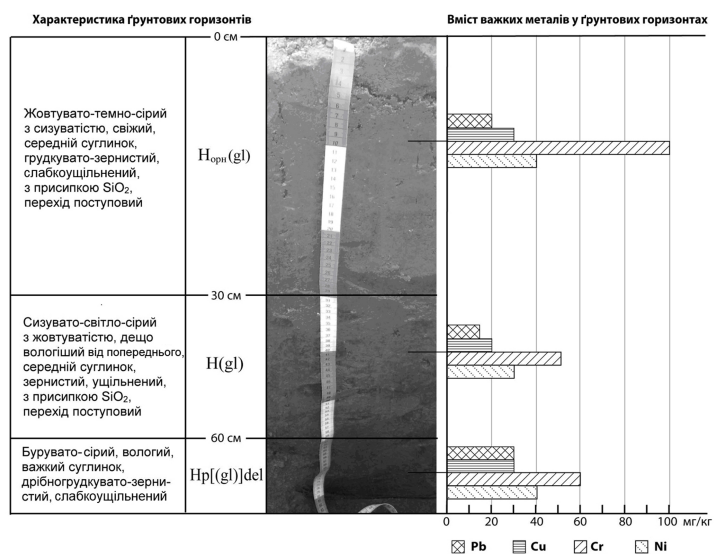 Характеристика ґрунтових горизонтів
Вміст важких металів у ґрунтових горизонтах
0 см
Жовтувато-темно-сірий
з сизуватістю, свіжий,
середній суглинок,
грудкувато-зернистий,
слабкоущільнений,
з присипкою SiO₂,
перехід поступовий
Hорн(gl)
30 см
Сизувато-світло-сірий
з жовтуватістю, дещо
вологіший від попереднього,
середній суглинок,
зернистий, ущільнений,
з присипкою SiO₂,
перехід поступовий
H(gl)
60 см
Бурувато-сірий, вологий,
важкий суглинок,
дрібногрудкувато-зерни-
стий, слабкоущільнений
Hp[(gl)]del
0 20 40 60 80 100 мг/кг
Pb Cu Cr Ni